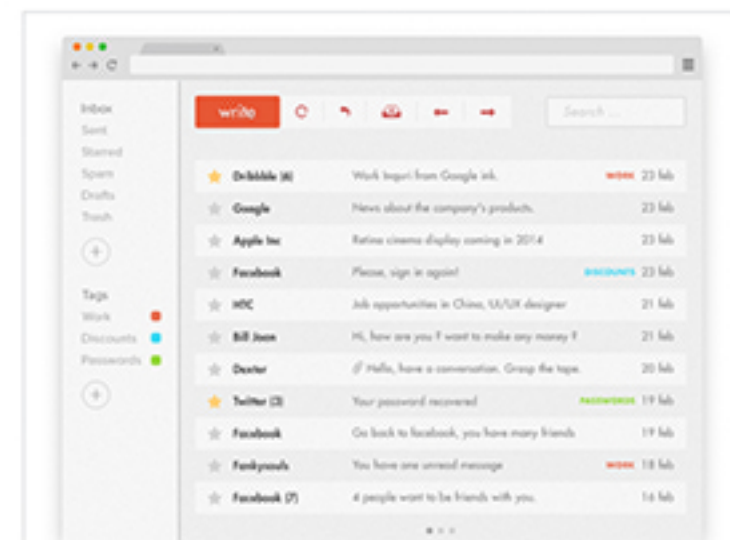 Inbox
Sent
Starred
Spam
Drafts
Trash
Tags
Work
Discounts
Passwords
write
Search ...
Dribbble (6) Work Inquri from Google ink. WORK 23 feb
Google News about the company's products. 23 feb
Apple Inc Retina cinema display coming in 2014 23 feb
Facebook Please, sign in again! DISCOUNTS 23 feb
HTC Job opportunities in China, UI/UX designer 21 feb
Bill Joan Hi, how are you ? want to make any money ? 21 feb
Dexter Hello, have a conversation. Grasp the tape. 20 feb
Twitter (3) Your password recovered PASSWORDS 19 feb
Facebook Go back to facebook, you have many friends 19 feb
Fankysouls You have one unread message WORK 18 feb
Facebook (7) 4 people want to be friends with you. 16 feb